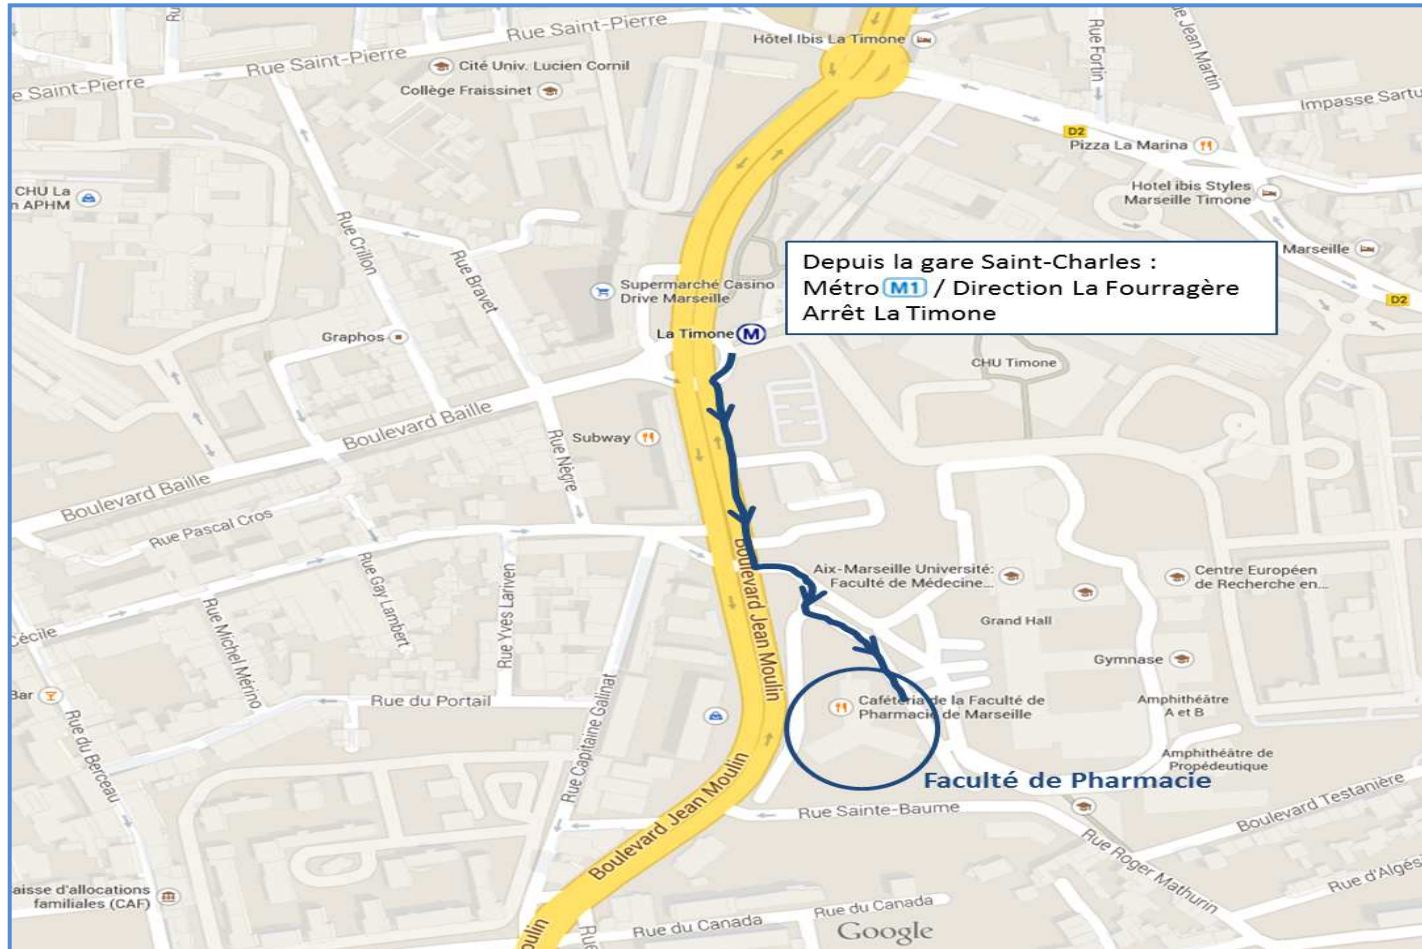 Rue Saint-Pierre
Hôtel Ibis La Timone
Rue Jean Martin
Rue Fortin
Rue Saint-Pierre
Cité Univ. Lucien Cornil
Collège Fraissinet
e Saint-Pierre
Impasse Sartu
D2
Pizza La Marina
CHU La
n APHM
Hotel ibis Styles
Marseille Timone
Rue Crillon
Rue Bravet
Marseille
Depuis la gare Saint-Charles :
Métro M1 / Direction La Fourragère
Arrêt La Timone
Supermarché Casino
Drive Marseille
D2
La Timone M
Graphos
CHU Timone
Boulevard Baille
Subway
Rue Nègre
Boulevard Baille
Rue Pascal Cros
Rue Gay Lambert
Rue Yves Lariven
Boulevard Jean Moulin
Aix-Marseille Université:
Faculté de Médecine...
Centre Européen
de Recherche en...
Grand Hall
Cécile
Rue Michel Mérino
Gymnase
Bar
Rue du Portail
Rue Capitaine Galinat
Cafétéria de la Faculté de
Pharmacie de Marseille
Amphithéâtre
A et B
Rue du Berceau
Amphithéâtre de
Propédeutique
Faculté de Pharmacie
Boulevard Jean Moulin
Rue Sainte-Baume
Boulevard Testanière
Rue Roger Mathurin
Rue d'Algés
aisse d'allocations
familiales (CAF)
Rue du Canada
Rue du Canada
Rue
oulin
Google